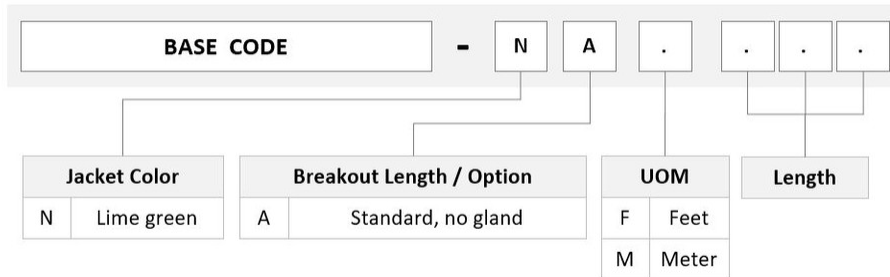 BASE CODE - N A . . . .
Jacket Color
N Lime green
Breakout Length / Option
A Standard, no gland
UOM
F Feet
M Meter
Length